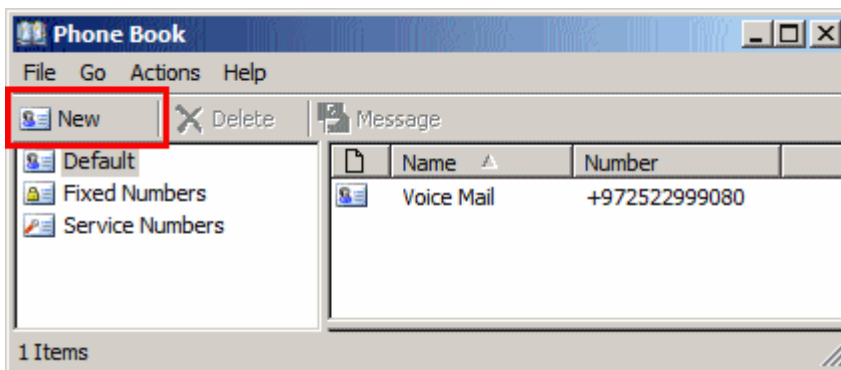 Phone Book
File Go Actions Help
New Delete Message
Default
Fixed Numbers
Service Numbers
Name Number
Voice Mail +972522999080
1 Items